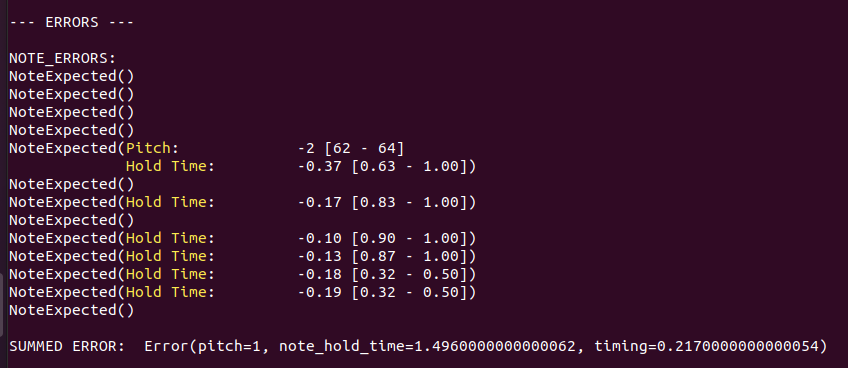 --- ERRORS ---
NOTE_ERRORS:
NoteExpected()
NoteExpected()
NoteExpected()
NoteExpected()
NoteExpected(Pitch: -2 [62 - 64]
Hold Time: -0.37 [0.63 - 1.00])
NoteExpected()
NoteExpected(Hold Time: -0.17 [0.83 - 1.00])
NoteExpected()
NoteExpected(Hold Time: -0.10 [0.90 - 1.00])
NoteExpected(Hold Time: -0.13 [0.87 - 1.00])
NoteExpected(Hold Time: -0.18 [0.32 - 0.50])
NoteExpected(Hold Time: -0.19 [0.32 - 0.50])
NoteExpected()
SUMMED ERROR: Error(pitch=1, note_hold_time=1.4960000000000062, timing=0.2170000000000054)